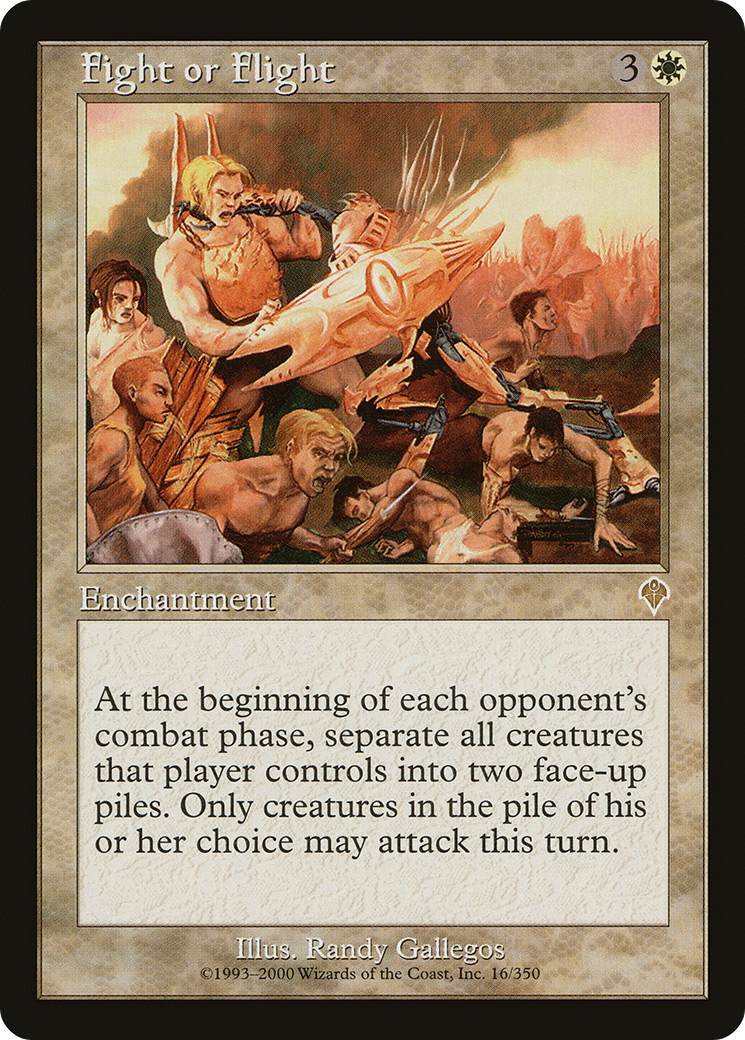 Fight or Flight
3
Enchantment
At the beginning of each opponent's
combat phase, separate all creatures
that player controls into two face-up
piles. Only creatures in the pile of his
or her choice may attack this turn.
Illus. Randy Gallegos
©1993–2000 Wizards of the Coast, Inc. 16/350